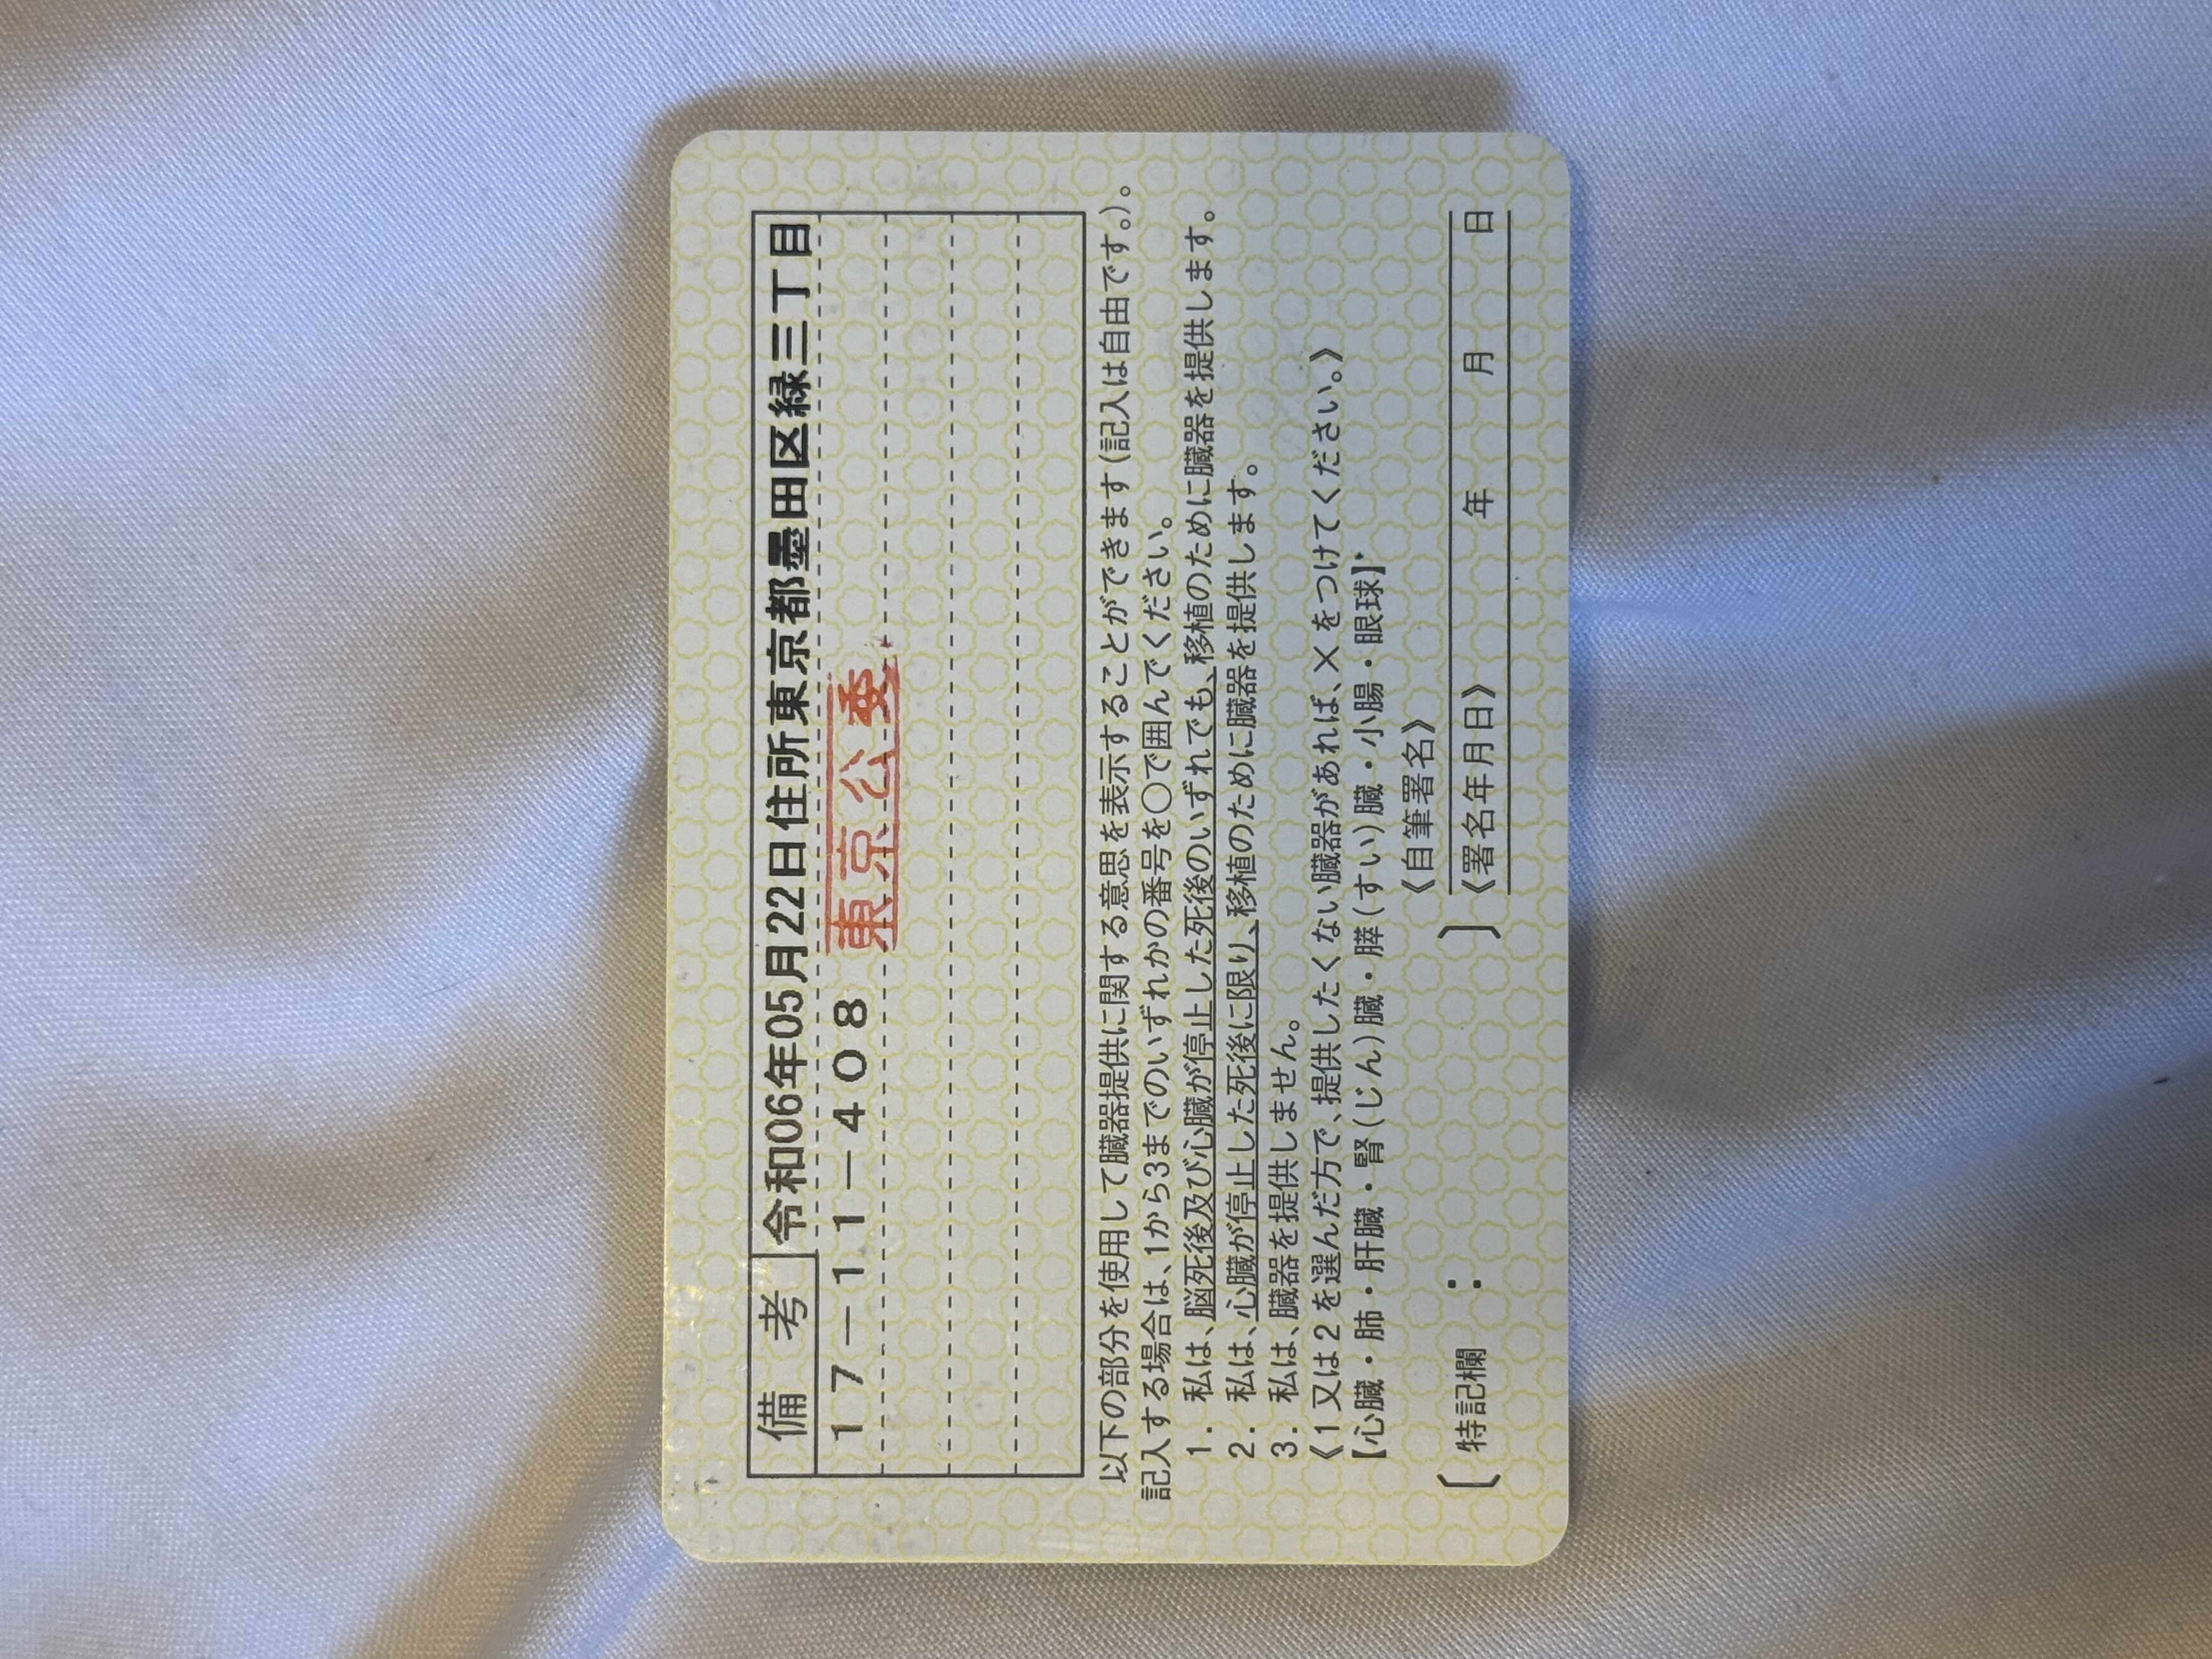 備考 令和06年05月22日住所東京都墨田区緑三丁目
17−11−408 東京公委
以下の部分を使用して臓器提供に関する意思を表示することができます(記入は自由です。)。
記入する場合は、1から3までのいずれかの番号を○で囲んでください。
1. 私は、脳死後及び心臓が停止した死後のいずれでも、移植のために臓器を提供します。
2. 私は、心臓が停止した死後に限り、移植のために臓器を提供します。
3. 私は、臓器を提供しません。
《1又は2を選んだ方で、提供したくない臓器があれば、×をつけてください。》
【心臓・肺・肝臓・腎(じん)臓・膵(すい)臓・小腸・眼球】
《自筆署名》
〔特記欄 : 〕
《署名年月日》 年 月 日